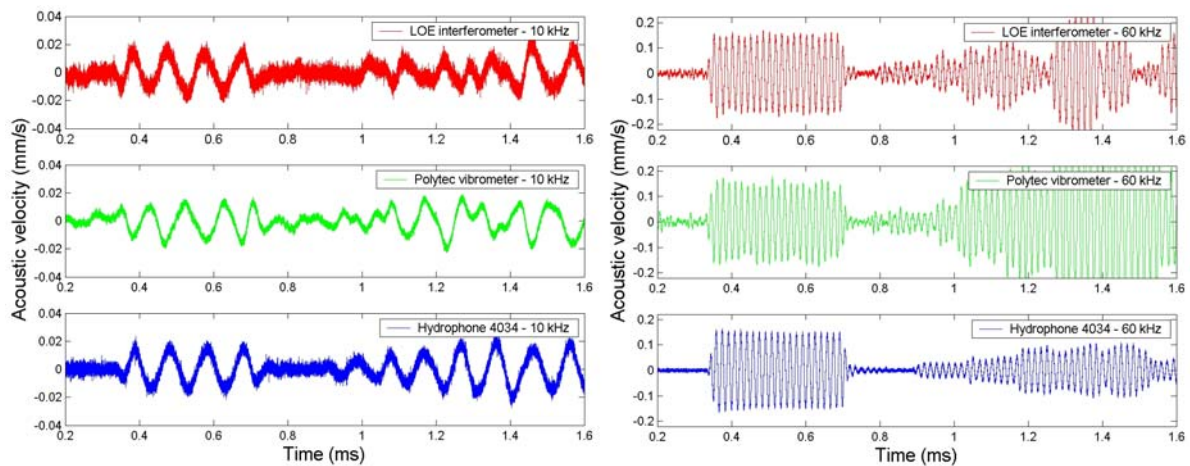 LOE interferometer - 10 kHz
0.04
0.02
0
-0.02
-0.04
0.2 0.4 0.6 0.8 1 1.2 1.4 1.6
Polytec vibrometer - 10 kHz
0.04
0.02
0
-0.02
-0.04
0.2 0.4 0.6 0.8 1 1.2 1.4 1.6
Hydrophone 4034 - 10 kHz
0.04
0.02
0
-0.02
-0.04
0.2 0.4 0.6 0.8 1 1.2 1.4 1.6
Acoustic velocity (mm/s)
Time (ms)
LOE interferometer - 60 kHz
0.2
0.1
0
-0.1
-0.2
0.2 0.4 0.6 0.8 1 1.2 1.4 1.6
Polytec vibrometer - 60 kHz
0.2
0.1
0
-0.1
-0.2
0.2 0.4 0.6 0.8 1 1.2 1.4 1.6
Hydrophone 4034 - 60 kHz
0.2
0.1
0
-0.1
-0.2
0.2 0.4 0.6 0.8 1 1.2 1.4 1.6
Acoustic velocity (mm/s)
Time (ms)